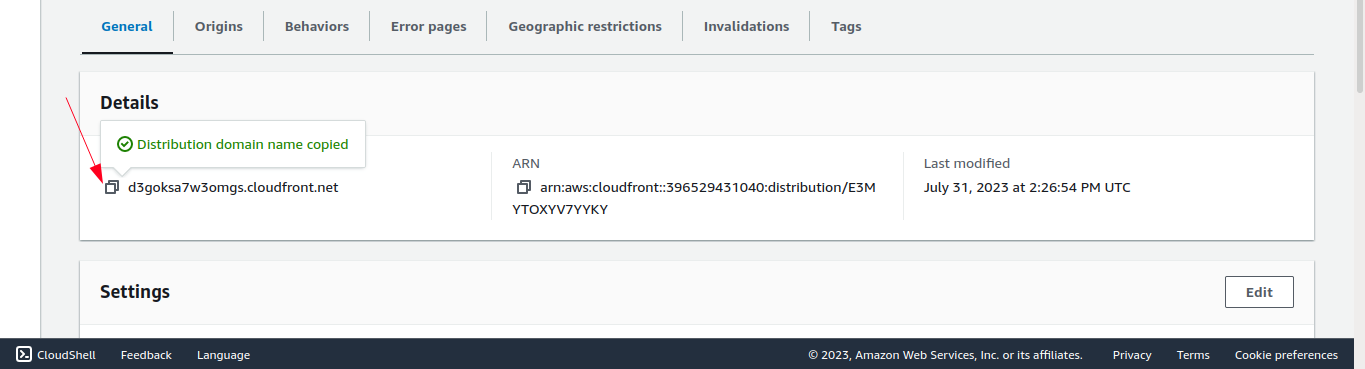 General
Origins
Behaviors
Error pages
Geographic restrictions
Invalidations
Tags
Details
Distribution domain name copied
d3goksa7w3omgs.cloudfront.net
ARN
arn:aws:cloudfront::396529431040:distribution/E3M
YTOXYV7YYKY
Last modified
July 31, 2023 at 2:26:54 PM UTC
Settings
Edit
CloudShell
Feedback
Language
© 2023, Amazon Web Services, Inc. or its affiliates.
Privacy
Terms
Cookie preferences